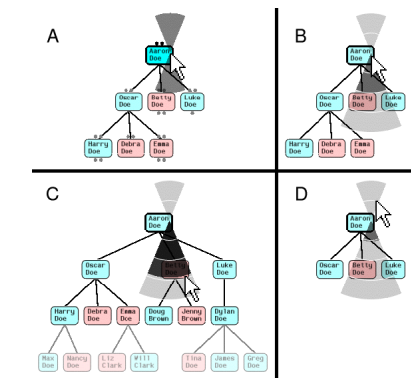 A
Aaron
Doe
Oscar
Doe
Betty
Doe
Luke
Doe
Harry
Doe
Debra
Doe
Emma
Doe
B
Aaron
Doe
Oscar
Doe
Betty
Doe
Luke
Doe
Harry
Doe
Debra
Doe
Emma
Doe
C
Aaron
Doe
Oscar
Doe
Luke
Doe
Harry
Doe
Debra
Doe
Emma
Doe
Doug
Brown
Jenny
Brown
Dylan
Doe
Max
Doe
Nancy
Doe
Liz
Clark
Will
Clark
Tina
Doe
James
Doe
Greg
Doe
D
Aaron
Doe
Oscar
Doe
Betty
Doe
Luke
Doe